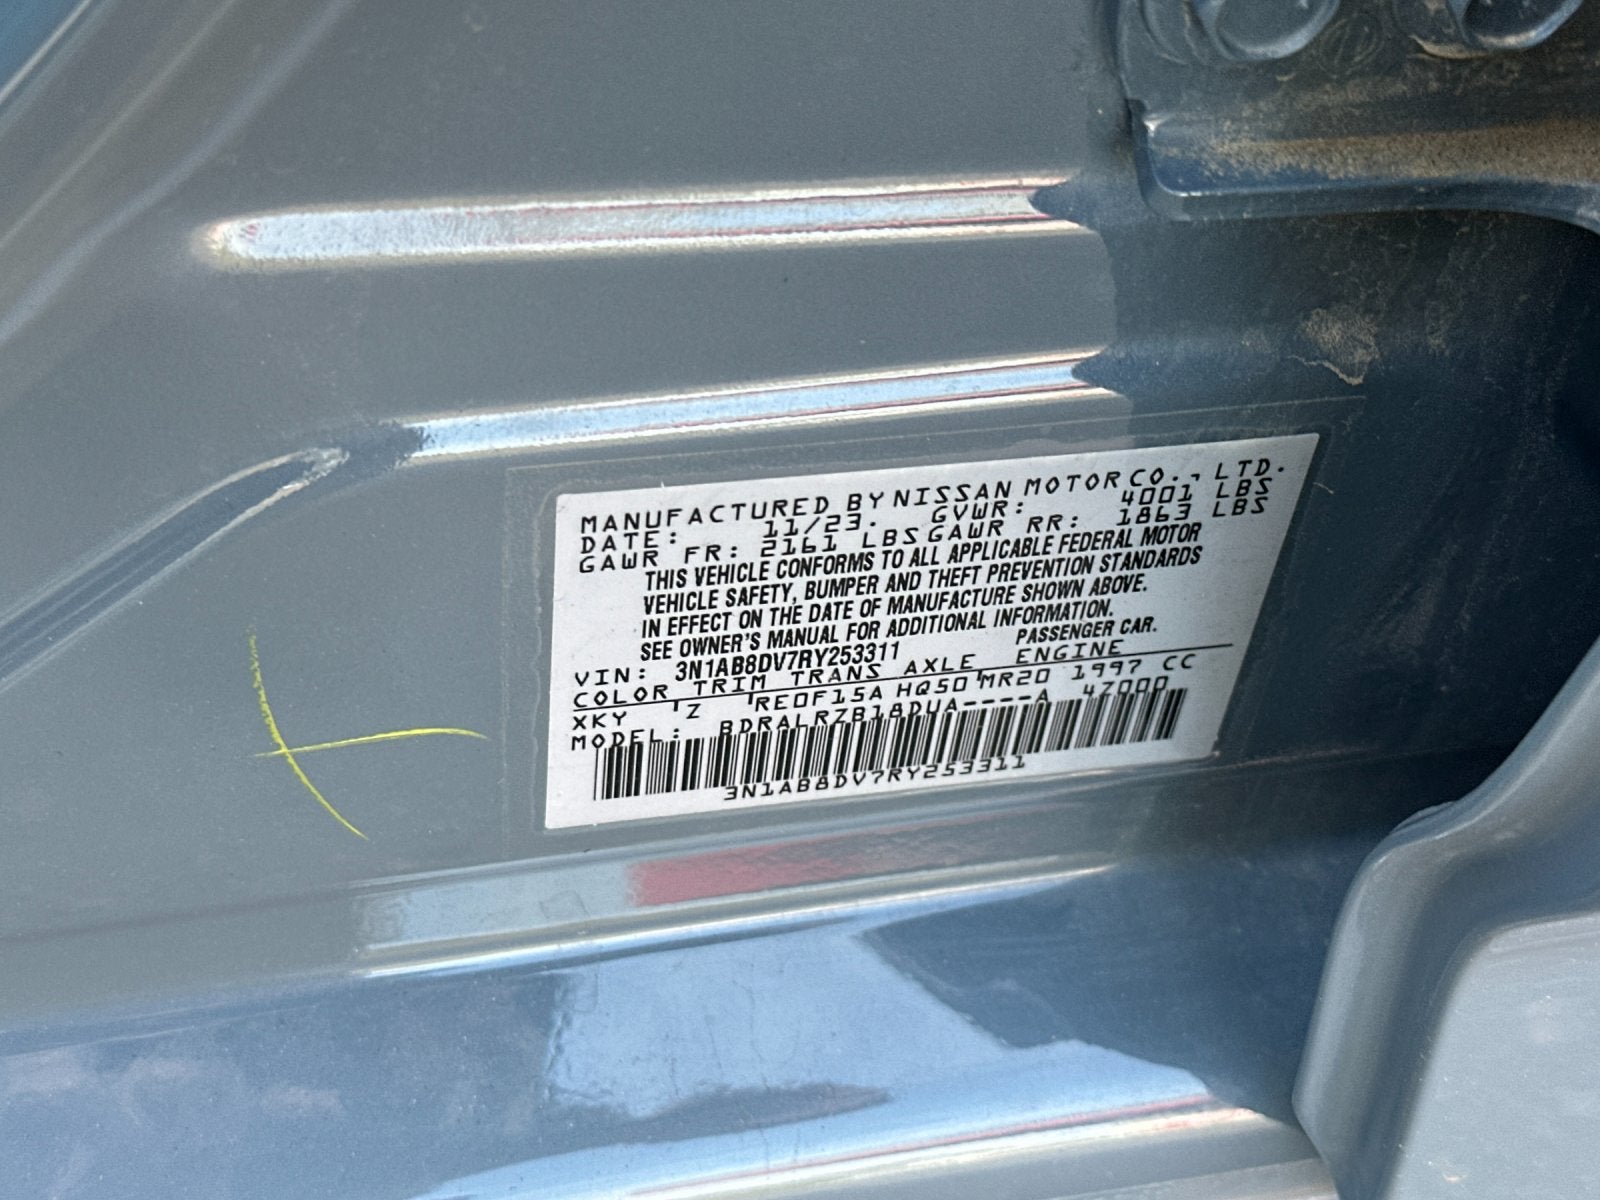 MANUFACTURED BY NISSAN MOTOR CO., LTD.
DATE: 11/23. GVWR: 4001 LBS
GAWR FR: 2161 LBS GAWR RR: 1863 LBS
THIS VEHICLE CONFORMS TO ALL APPLICABLE FEDERAL MOTOR
VEHICLE SAFETY, BUMPER AND THEFT PREVENTION STANDARDS
IN EFFECT ON THE DATE OF MANUFACTURE SHOWN ABOVE.
SEE OWNER'S MANUAL FOR ADDITIONAL INFORMATION.
VIN: 3N1AB8DV7RY253311 PASSENGER CAR.
COLOR TRIM TRANS AXLE ENGINE
XKY Z RE0F15A HQ50 MR20 1997 CC
MODEL: BDRALRZB18DUA----A 47000
3N1AB8DV7RY253311